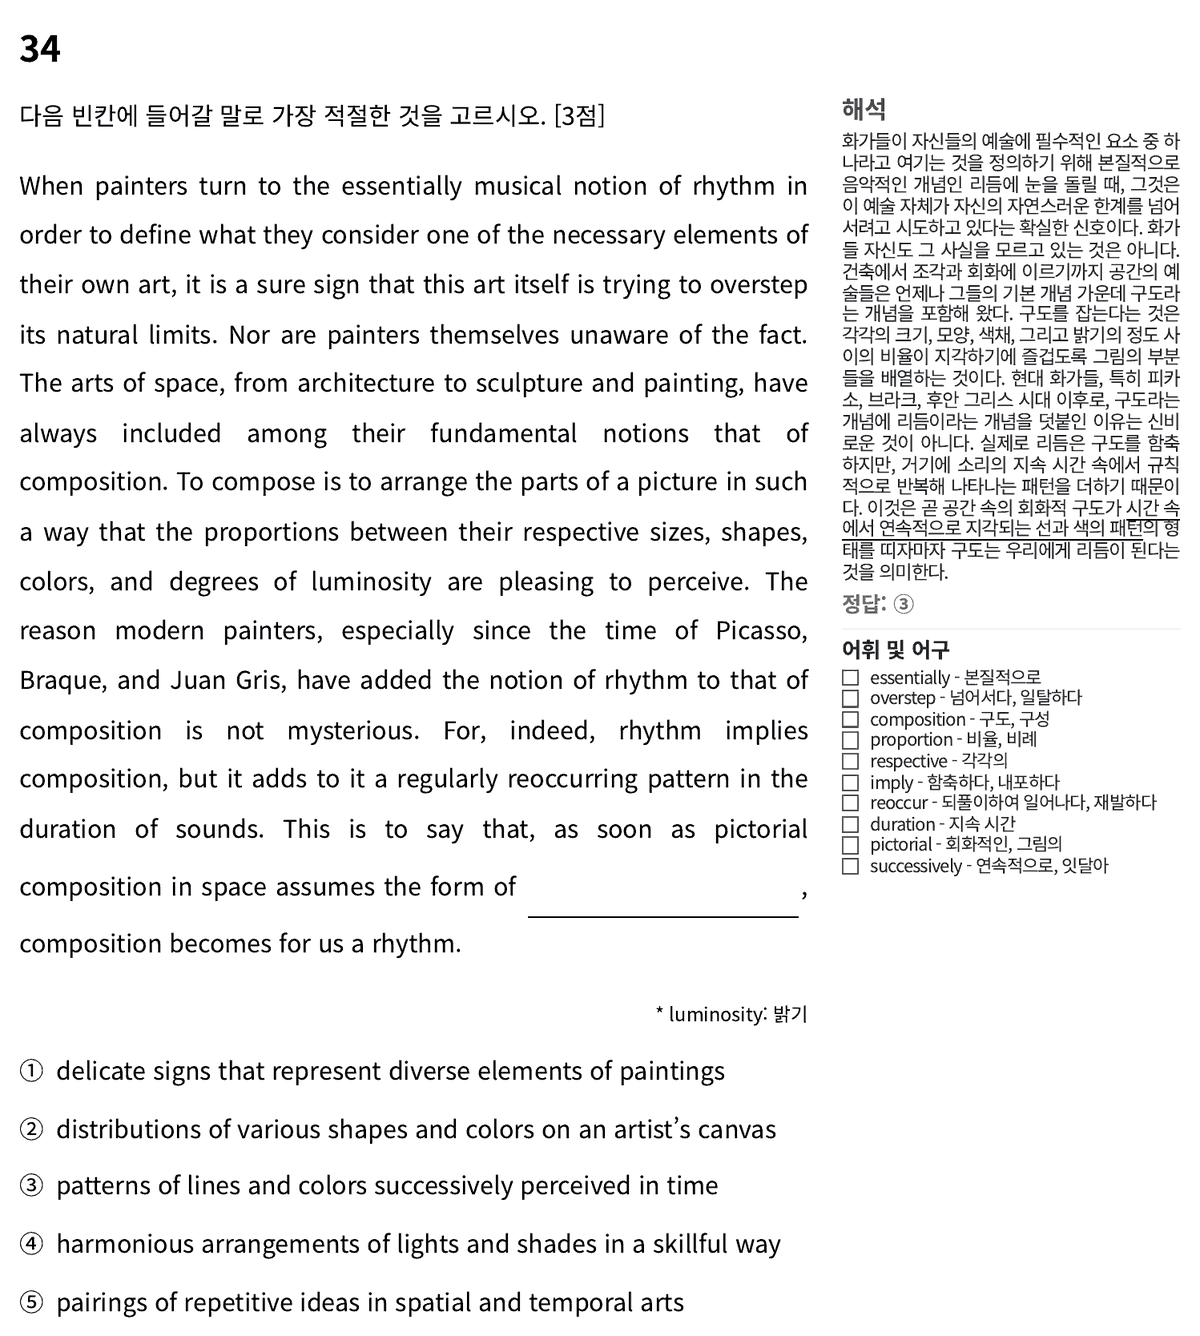 34
다음 빈칸에 들어갈 말로 가장 적절한 것을 고르시오. [3점]
When painters turn to the essentially musical notion of rhythm in
order to define what they consider one of the necessary elements of
their own art, it is a sure sign that this art itself is trying to overstep
its natural limits. Nor are painters themselves unaware of the fact.
The arts of space, from architecture to sculpture and painting, have
always included among their fundamental notions that of
composition. To compose is to arrange the parts of a picture in such
a way that the proportions between their respective sizes, shapes,
colors, and degrees of luminosity are pleasing to perceive. The
reason modern painters, especially since the time of Picasso,
Braque, and Juan Gris, have added the notion of rhythm to that of
composition is not mysterious. For, indeed, rhythm implies
composition, but it adds to it a regularly reoccurring pattern in the
duration of sounds. This is to say that, as soon as pictorial
composition in space assumes the form of ,
composition becomes for us a rhythm.
* luminosity: 밝기
① delicate signs that represent diverse elements of paintings
② distributions of various shapes and colors on an artist's canvas
③ patterns of lines and colors successively perceived in time
④ harmonious arrangements of lights and shades in a skillful way
⑤ pairings of repetitive ideas in spatial and temporal arts
해석
화가들이 자신들의 예술에 필수적인 요소 중 하
나라고 여기는 것을 정의하기 위해 본질적으로
음악적인 개념인 리듬에 눈을 돌릴 때, 그것은
이 예술 자체가 자신의 자연스러운 한계를 넘어
서려고 시도하고 있다는 확실한 신호이다. 화가
들 자신도 그 사실을 모르고 있는 것은 아니다.
건축에서 조각과 회화에 이르기까지 공간의 예
술들은 언제나 그들의 기본 개념 가운데 구도라
는 개념을 포함해 왔다. 구도를 잡는다는 것은
각각의 크기, 모양, 색채, 그리고 밝기의 정도 사
이의 비율이 지각하기에 즐겁도록 그림의 부분
들을 배열하는 것이다. 현대 화가들, 특히 피카
소, 브라크, 후안 그리스 시대 이후로, 구도라는
개념에 리듬이라는 개념을 덧붙인 이유는 신비
로운 것이 아니다. 실제로 리듬은 구도를 함축
하지만, 거기에 소리의 지속 시간 속에서 규칙
적으로 반복해 나타나는 패턴을 더하기 때문이
다. 이것은 곧 공간 속의 회화적 구도가 시간 속
에서 연속적으로 지각되는 선과 색의 패턴의 형
태를 띠자마자 구도는 우리에게 리듬이 된다는
것을 의미한다.
정답: ③
어휘 및 어구
□ essentially - 본질적으로
□ overstep - 넘어서다, 일탈하다
□ composition - 구도, 구성
□ proportion - 비율, 비례
□ respective - 각각의
□ imply - 함축하다, 내포하다
□ reoccur - 되풀이하여 일어나다, 재발하다
□ duration - 지속 시간
□ pictorial - 회화적인, 그림의
□ successively - 연속적으로, 잇달아